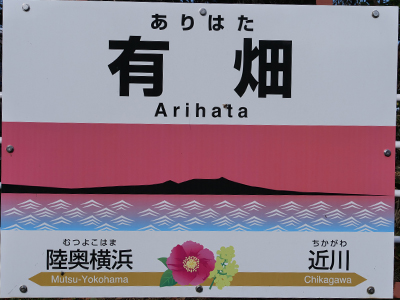 ありはた
有畑
Arihata
むつよこはま
陸奥横浜
Mutsu-Yokohama
ちかがわ
近川
Chikagawa